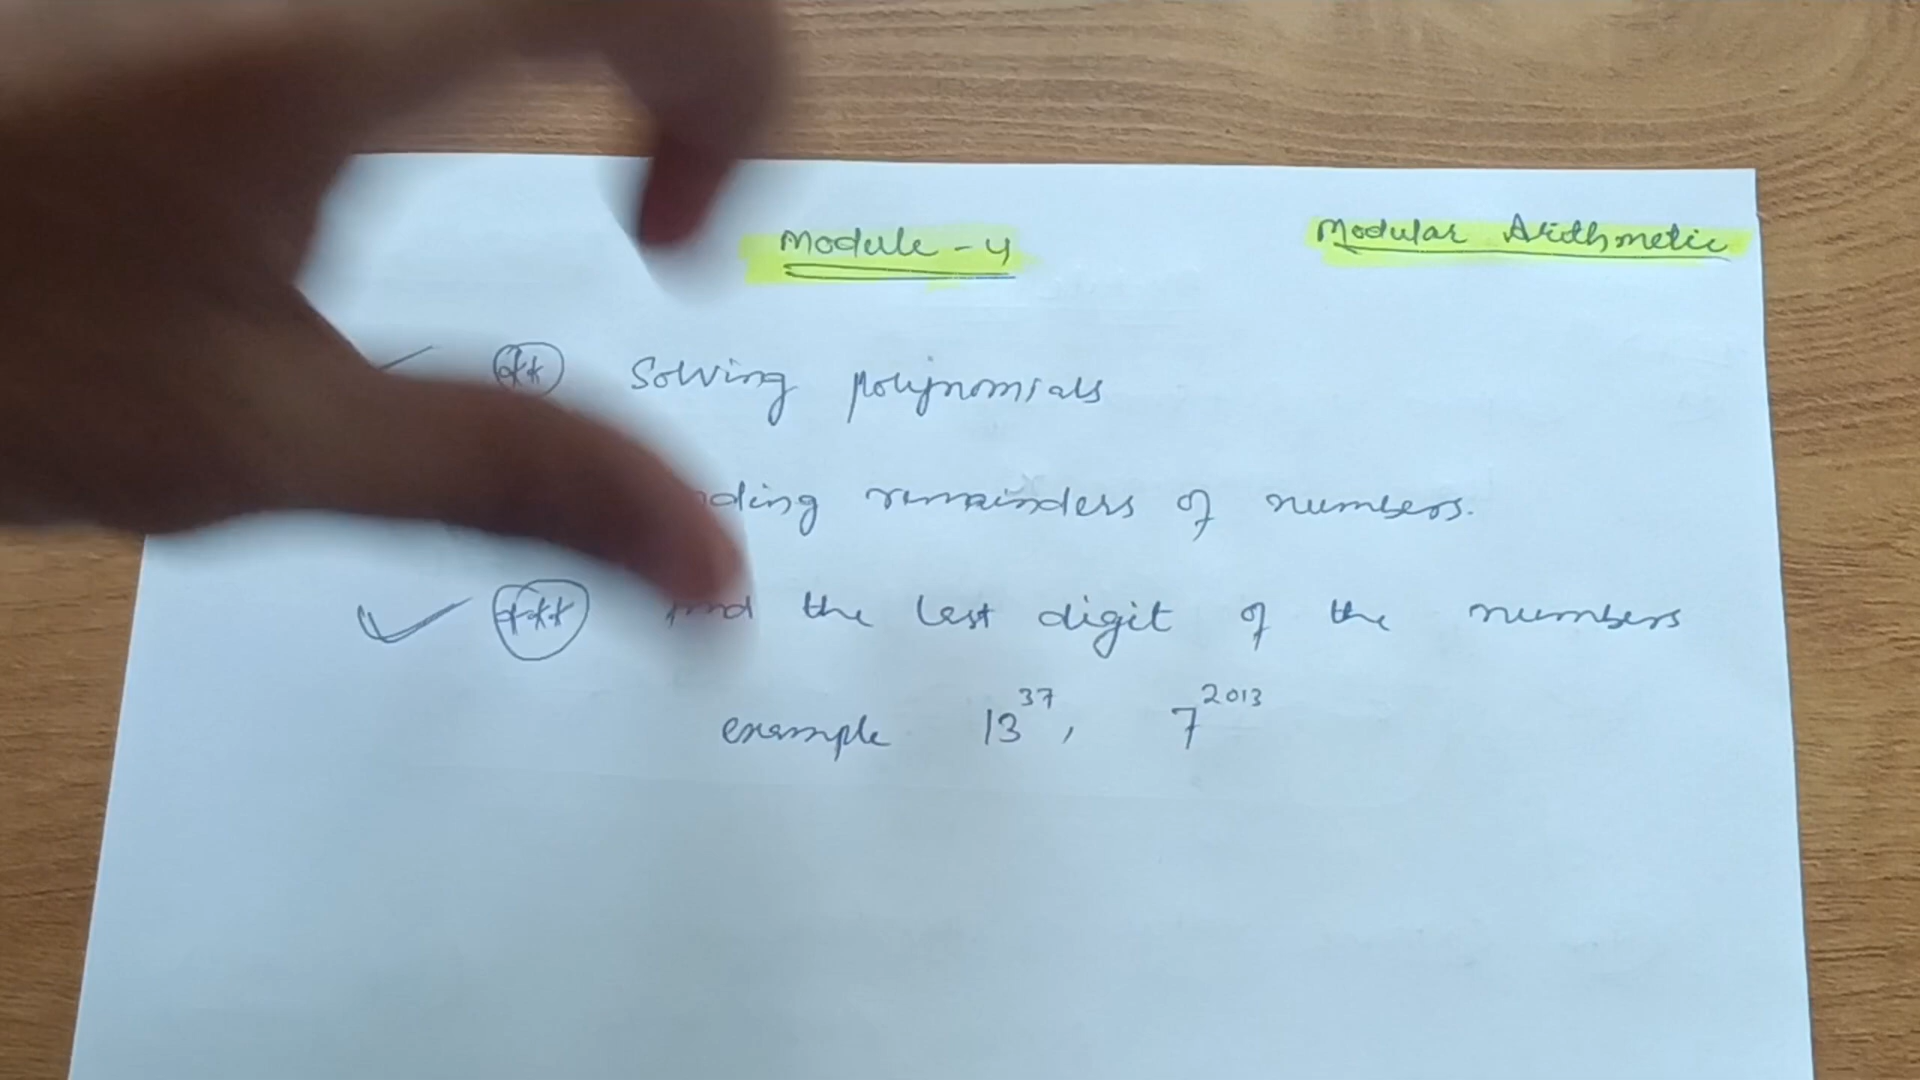 Module - 4
Modular Arithmetic
** Solving polynomials
remainders of numbers.
*** find the last digit of the numbers
example 13^37, 7^2013